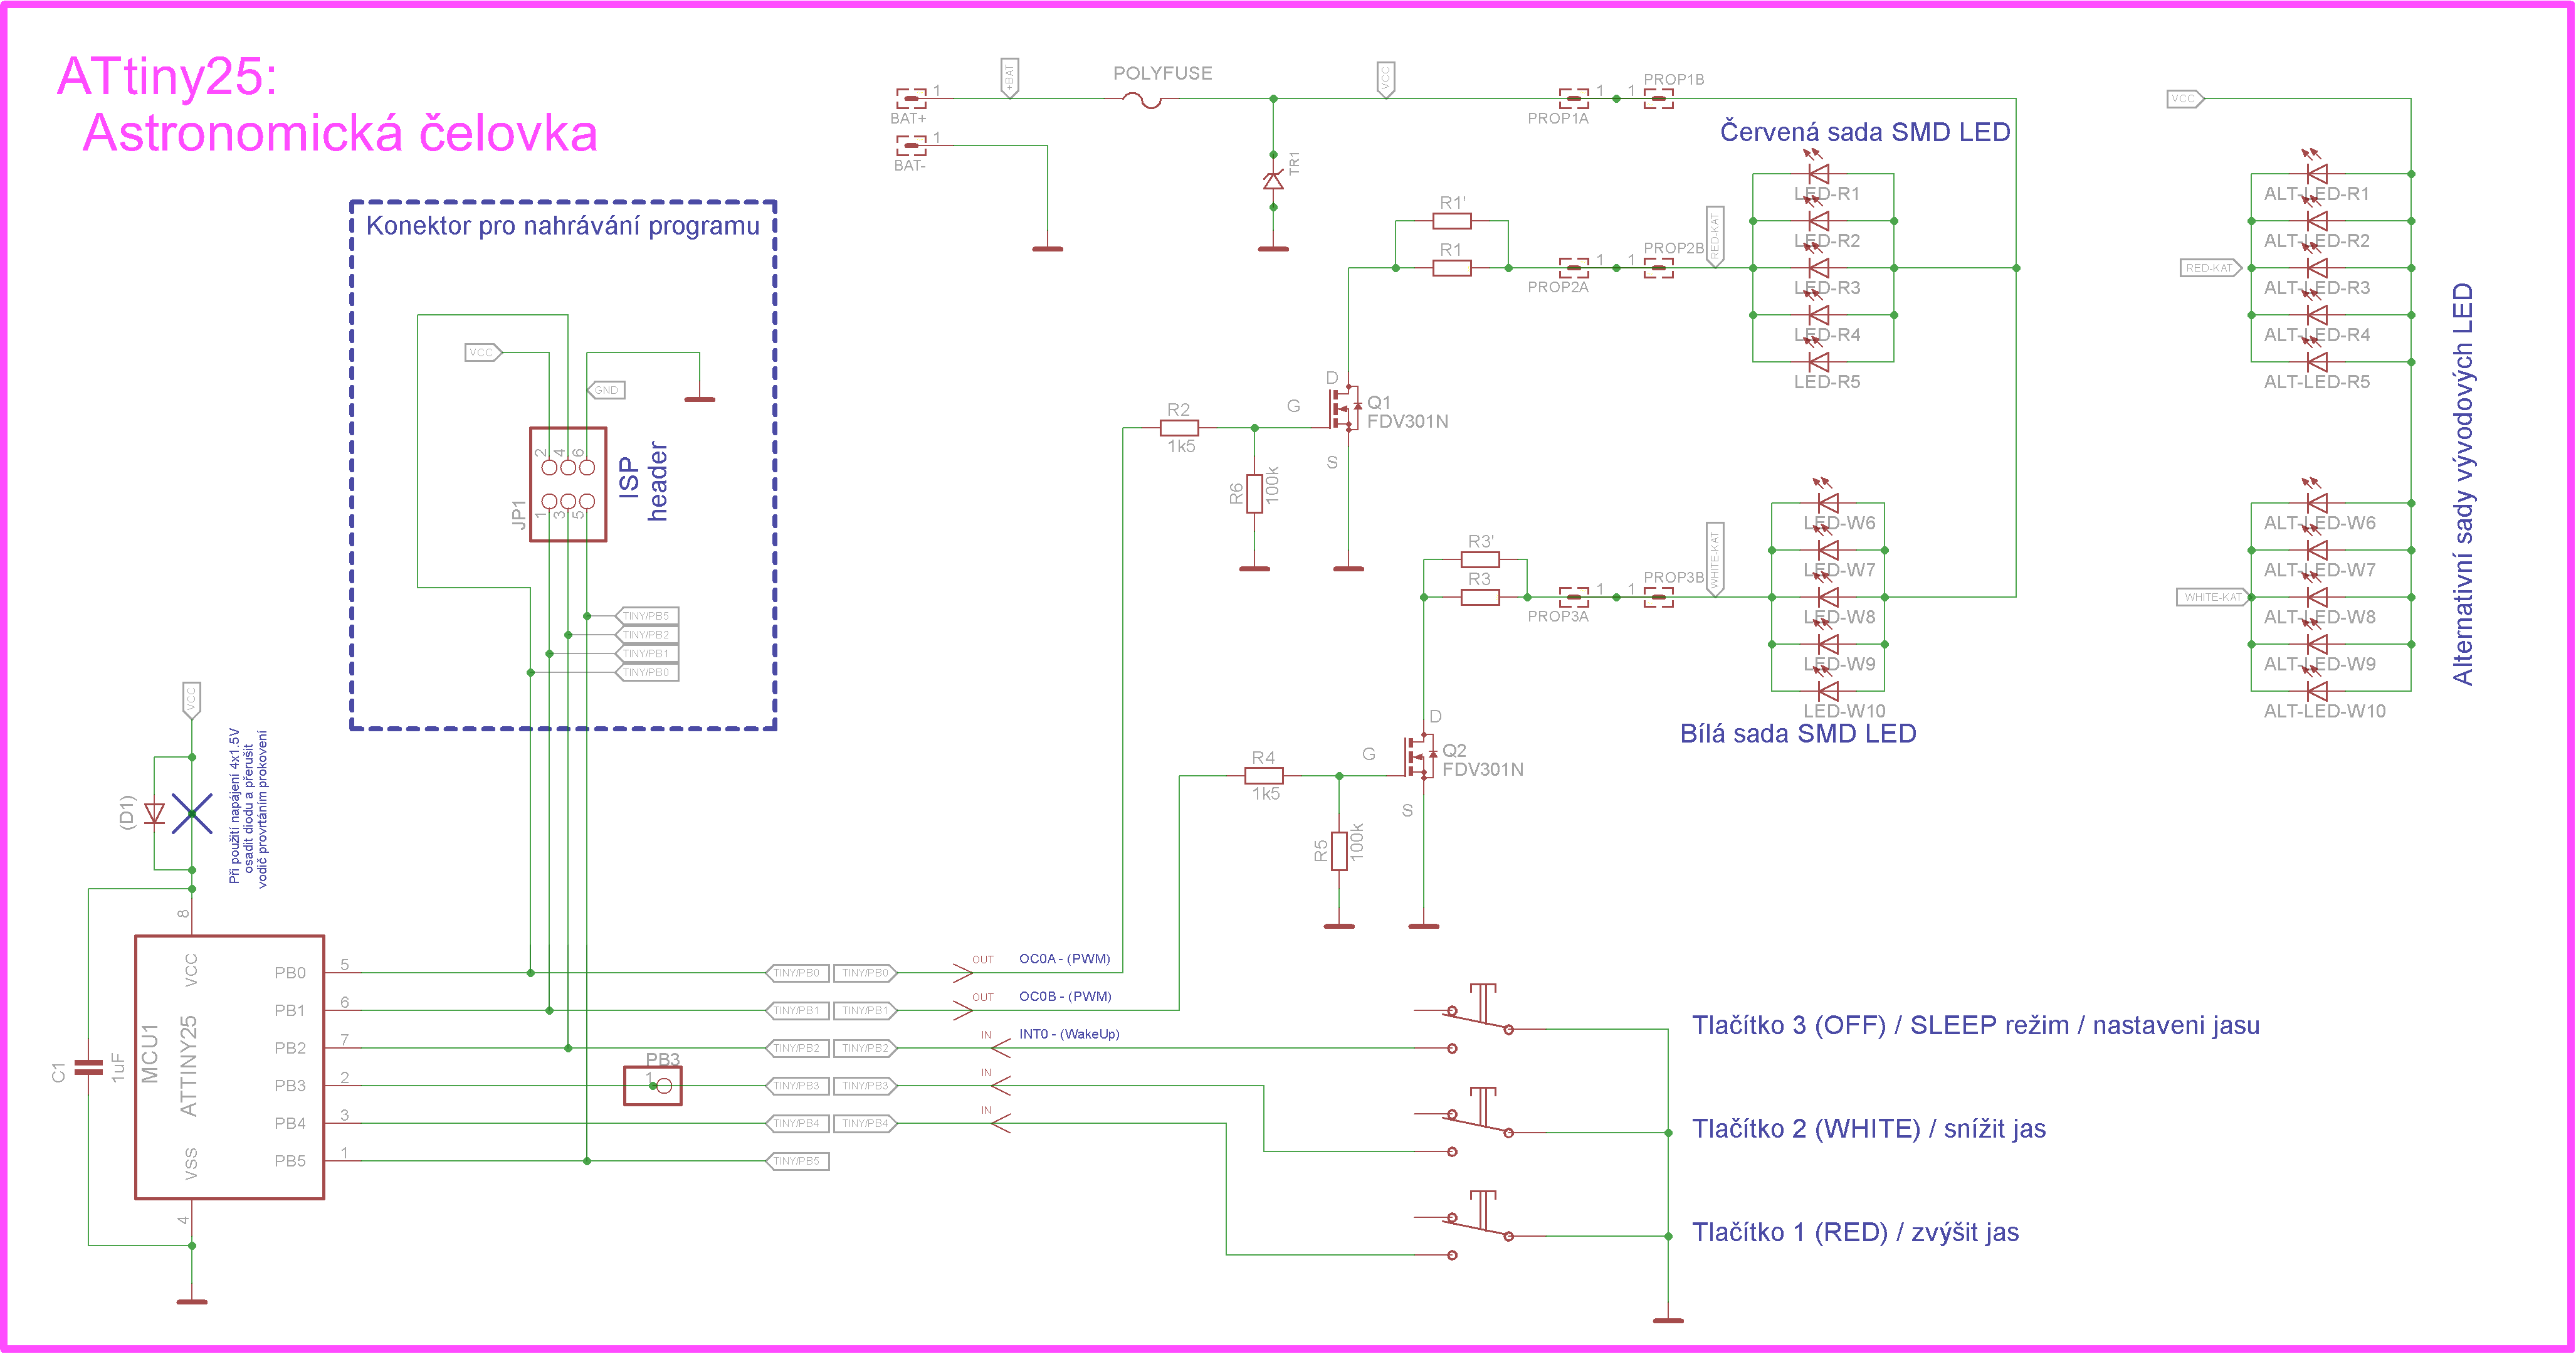 ATtiny25:
Astronomická čelovka
Konektor pro nahrávání programu
VCC
GND
2 4 6
1 3 5
JP1
ISP
header
TINY/PB5
TINY/PB2
TINY/PB1
TINY/PB0
BAT+
1
BAT-
1
+BAT
POLYFUSE
VCC
TR1
PROP1A
1
1
PROP1B
Červená sada SMD LED
LED-R1
LED-R2
LED-R3
LED-R4
LED-R5
R1'
R1
PROP2A
1
1
PROP2B
RED-KAT
R2
1k5
R6
100k
D
G
S
Q1
FDV301N
R3'
R3
PROP3A
1
1
PROP3B
WHITE-KAT
LED-W6
LED-W7
LED-W8
LED-W9
LED-W10
Bílá sada SMD LED
R4
1k5
R5
100k
D
G
S
Q2
FDV301N
VCC
ALT-LED-R1
ALT-LED-R2
RED-KAT
ALT-LED-R3
ALT-LED-R4
ALT-LED-R5
ALT-LED-W6
ALT-LED-W7
WHITE-KAT
ALT-LED-W8
ALT-LED-W9
ALT-LED-W10
Alternativní sady vývodových LED
VCC
(D1)
Při použití napájení 4x1.5V
osadit diodu a přerušit
vodič provrtáním prokovení
C1
1uF
8
VCC
MCU1
ATTINY25
VSS
4
PB0 5 TINY/PB0 TINY/PB0 OUT OC0A - (PWM)
PB1 6 TINY/PB1 TINY/PB1 OUT OC0B - (PWM)
PB2 7 TINY/PB2 TINY/PB2 IN INT0 - (WakeUp)
PB3
1
PB3 2 TINY/PB3 TINY/PB3 IN
PB4 3 TINY/PB4 TINY/PB4 IN
PB5 1 TINY/PB5
Tlačítko 3 (OFF) / SLEEP režim / nastaveni jasu
Tlačítko 2 (WHITE) / snížit jas
Tlačítko 1 (RED) / zvýšit jas